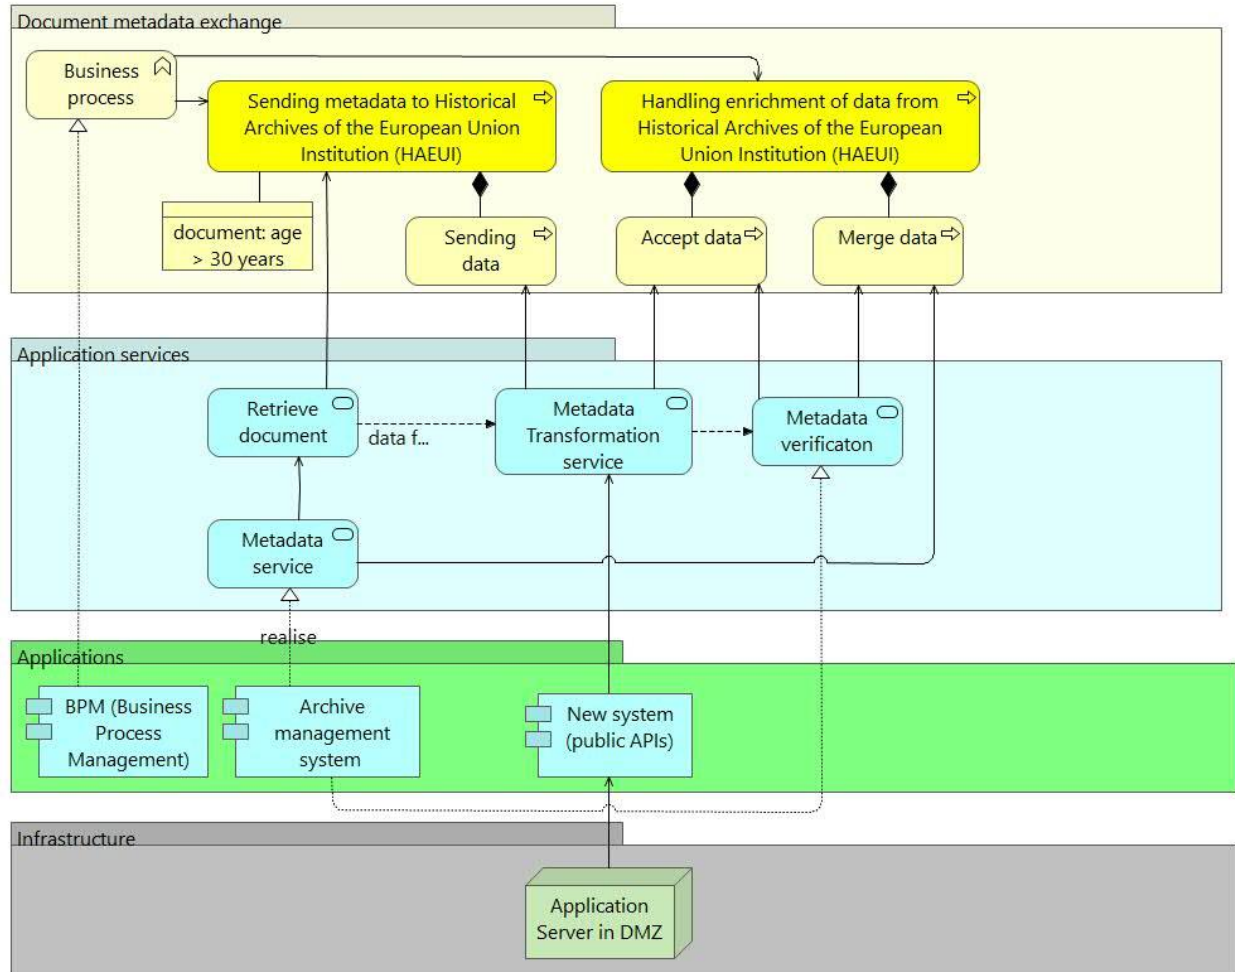 Document metadata exchange
Business
process
Sending metadata to Historical
Archives of the European Union
Institution (HAEUI)
Handling enrichment of data from
Historical Archives of the European
Union Institution (HAEUI)
document: age
> 30 years
Sending
data
Accept data
Merge data
Application services
Retrieve
document
data f...
Metadata
Transformation
service
Metadata
verificaton
Metadata
service
realise
Applications
BPM (Business
Process
Management)
Archive
management
system
New system
(public APIs)
Infrastructure
Application
Server in DMZ